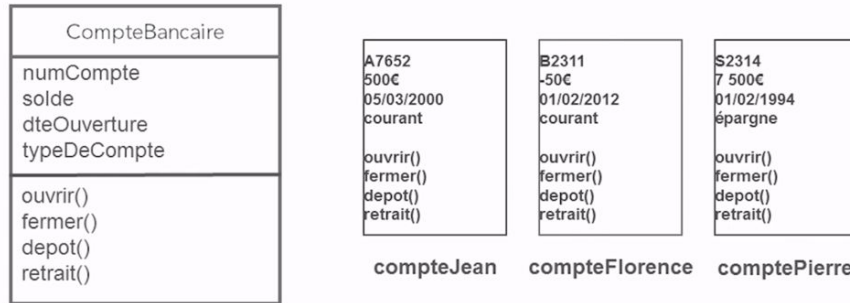 CompteBancaire
numCompte
solde
dteOuverture
typeDeCompte
ouvrir()
fermer()
depot()
retrait()
A7652
500€
05/03/2000
courant
ouvrir()
fermer()
depot()
retrait()
compteJean
B2311
-50€
01/02/2012
courant
ouvrir()
fermer()
depot()
retrait()
compteFlorence
S2314
7 500€
01/02/1994
épargne
ouvrir()
fermer()
depot()
retrait()
comptePierre